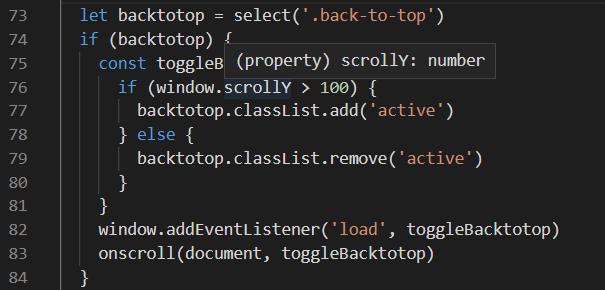 73 let backtotop = select('.back-to-top')
74 if (backtotop) {
75 const toggleB
(property) scrollY: number
76 if (window.scrollY > 100) {
77 backtotop.classList.add('active')
78 } else {
79 backtotop.classList.remove('active')
80 }
81 }
82 window.addEventListener('load', toggleBacktotop)
83 onscroll(document, toggleBacktotop)
84 }